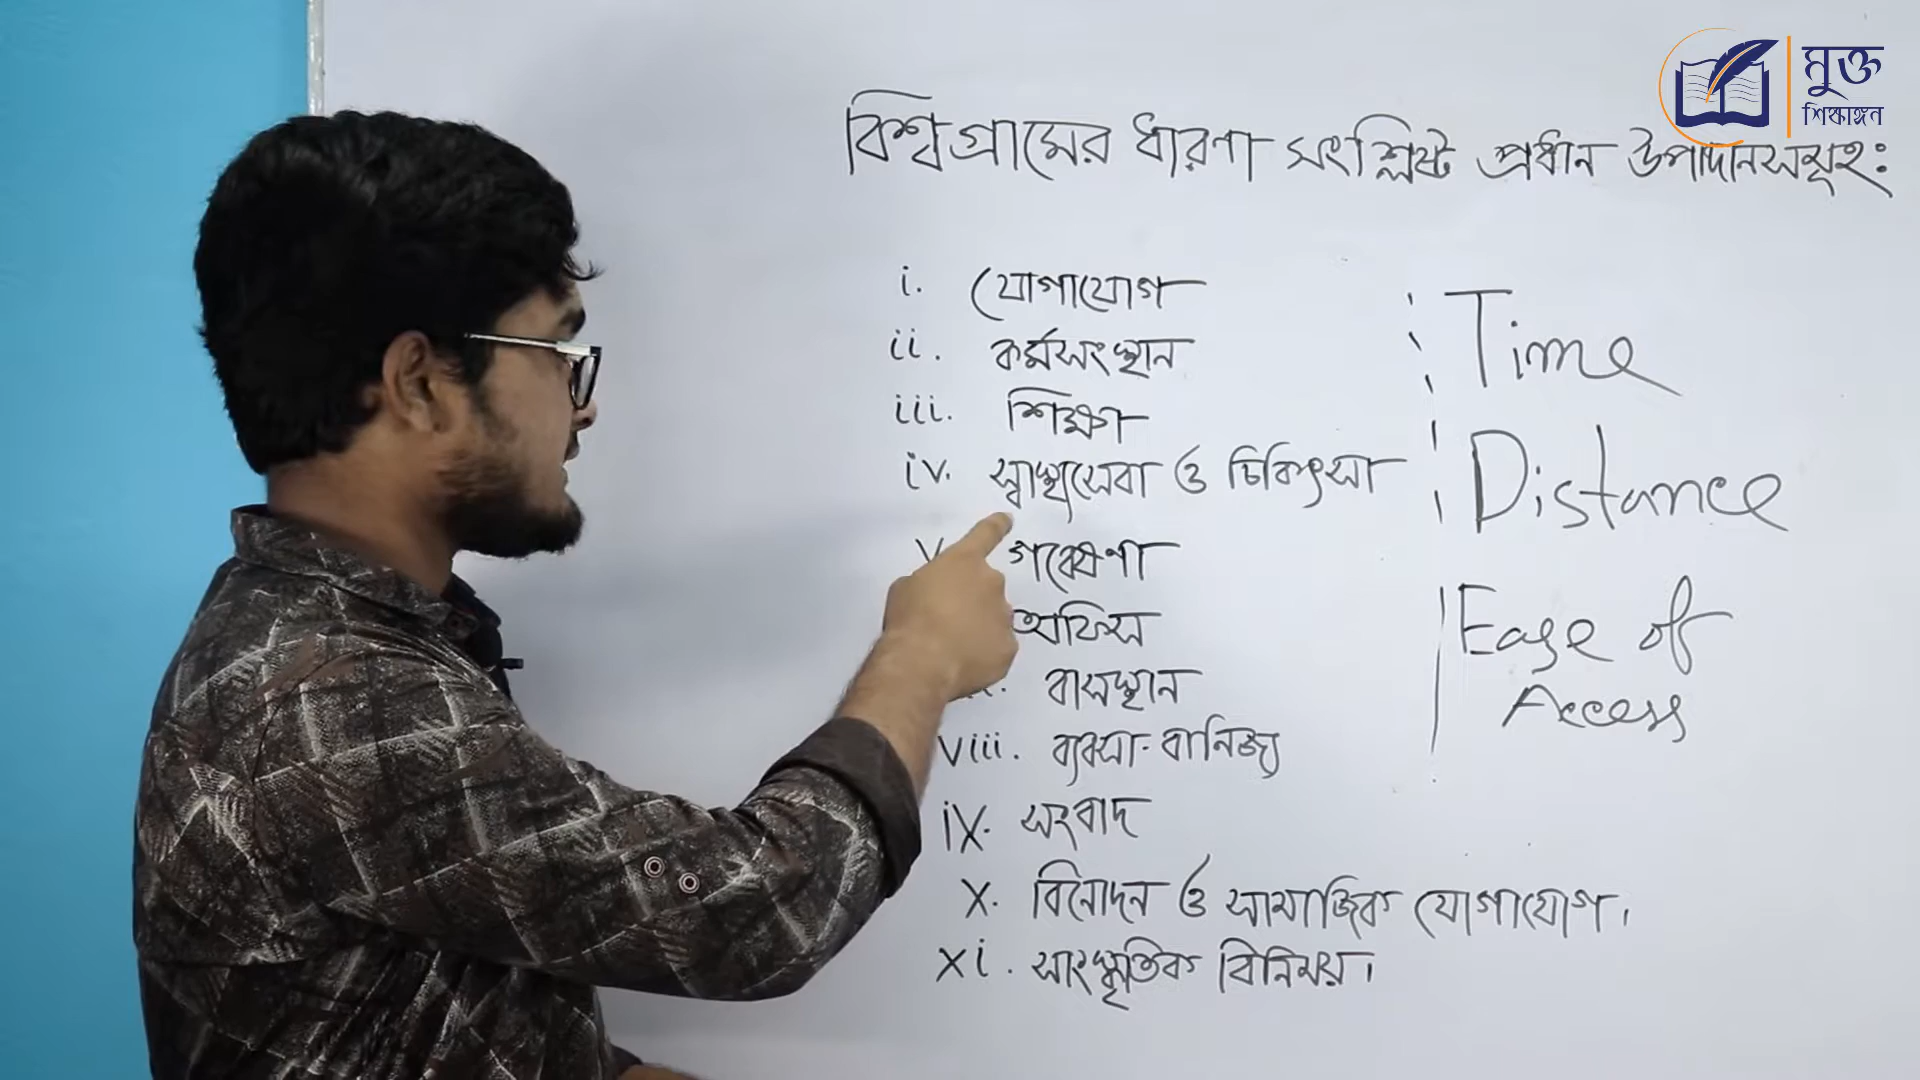 মুক্ত
শিক্ষাঙ্গন
বিশ্বগ্রামের ধারণা সংশ্লিষ্ট প্রধান উপাদানসমূহঃ
i. যোগাযোগ
ii. কর্মসংস্থান
iii. শিক্ষা
iv. স্বাস্থ্যসেবা ও চিকিৎসা
v. গবেষণা
অফিস
বাসস্থান
viii. ব্যবসা-বানিজ্য
ix. সংবাদ
x. বিনোদন ও সামাজিক যোগাযোগ।
xi. সাংস্কৃতিক বিনিময়।
Time
Distance
Ease of
Access